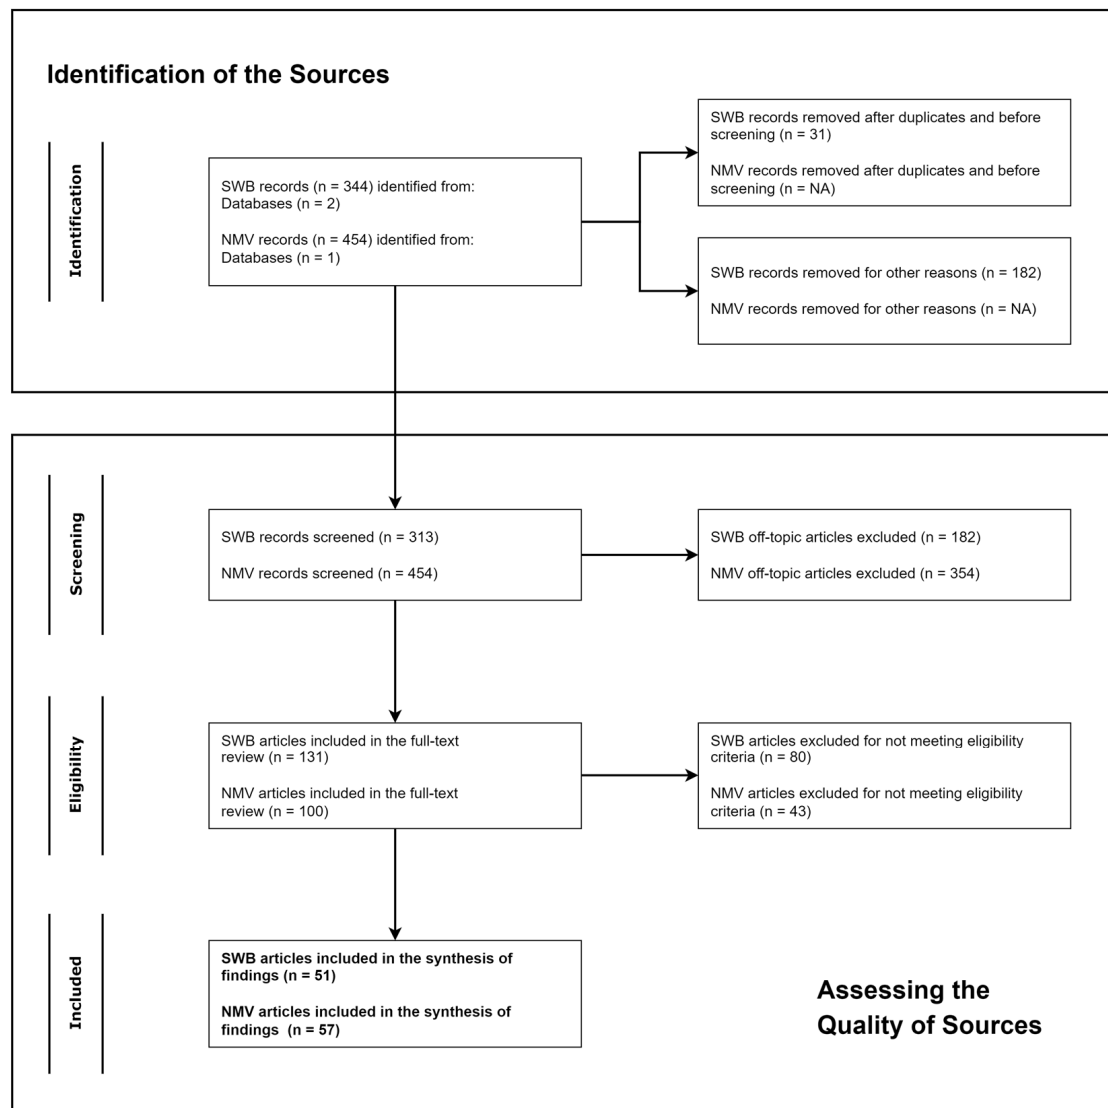 Identification of the Sources
Identification
SWB records (n = 344) identified from:
Databases (n = 2)
NMV records (n = 454) identified from:
Databases (n = 1)
SWB records removed after duplicates and before
screening (n = 31)
NMV records removed after duplicates and before
screening (n = NA)
SWB records removed for other reasons (n = 182)
NMV records removed for other reasons (n = NA)
Screening
SWB records screened (n = 313)
NMV records screened (n = 454)
SWB off-topic articles excluded (n = 182)
NMV off-topic articles excluded (n = 354)
Eligibility
SWB articles included in the full-text
review (n = 131)
NMV articles included in the full-text
review (n = 100)
SWB articles excluded for not meeting eligibility
criteria (n = 80)
NMV articles excluded for not meeting eligibility
criteria (n = 43)
Included
SWB articles included in the synthesis of
findings (n = 51)
NMV articles included in the synthesis of
findings (n = 57)
Assessing the
Quality of Sources